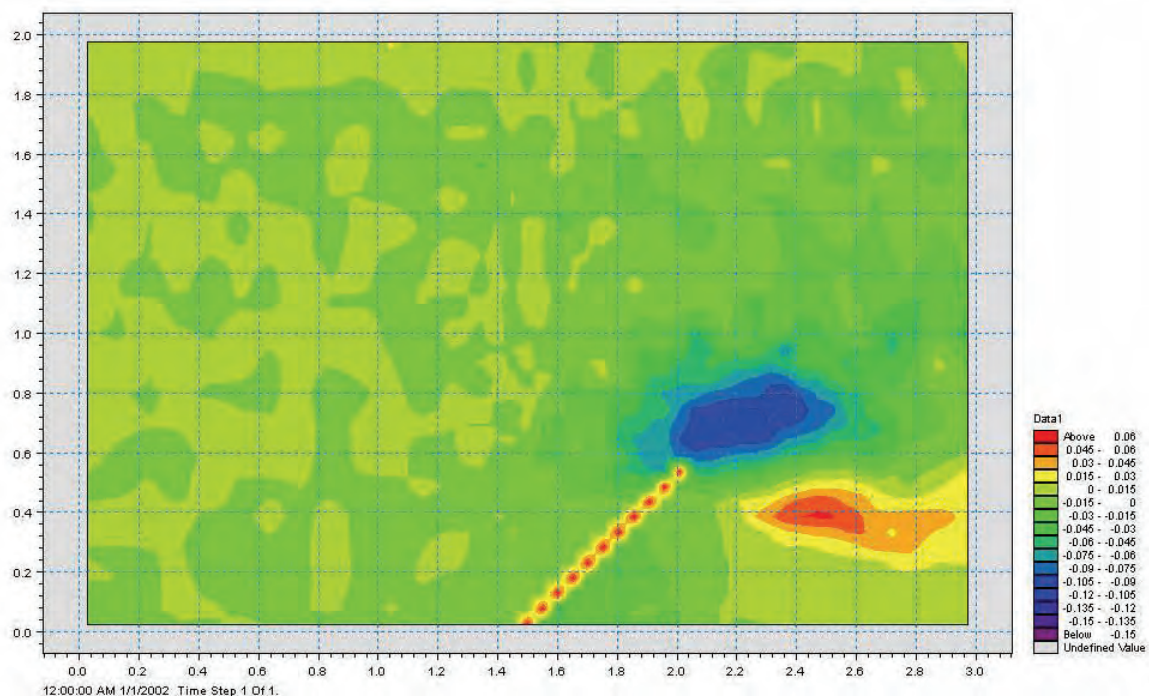 2.0
1.8
1.6
1.4
1.2
1.0
0.8
0.6
0.4
0.2
0.0
0.0 0.2 0.4 0.6 0.8 1.0 1.2 1.4 1.6 1.8 2.0 2.2 2.4 2.6 2.8 3.0
12:00:00 AM 1/1/2002 Time Step 1 Of 1.
Data1
Above 0.06
0.045 - 0.06
0.03 - 0.045
0.015 - 0.03
0 - 0.015
-0.015 - 0
-0.03 - -0.015
-0.045 - -0.03
-0.06 - -0.045
-0.075 - -0.06
-0.09 - -0.075
-0.105 - -0.09
-0.12 - -0.105
-0.135 - -0.12
-0.15 - -0.135
Below -0.15
Undefined Value